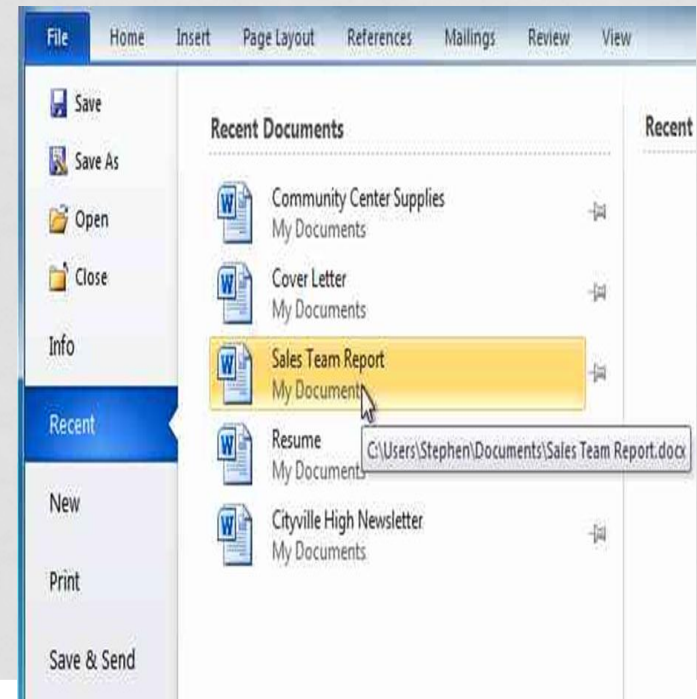 File Home Insert Page Layout References Mailings Review View
Save
Save As
Open
Close
Info
Recent
New
Print
Save & Send
Recent Documents
Community Center Supplies
My Documents
Cover Letter
My Documents
Sales Team Report
My Documents
C:\Users\Stephen\Documents\Sales Team Report.docx
Resume
My Documents
Cityville High Newsletter
My Documents
Recent